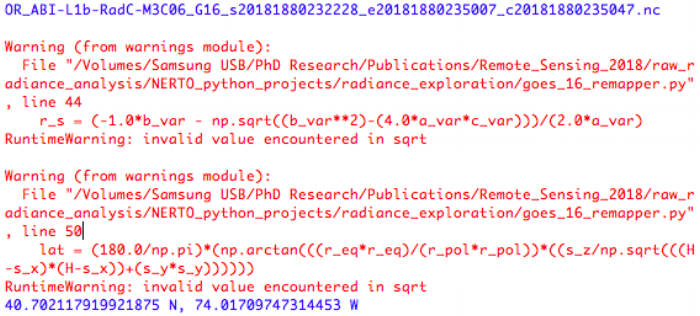 OR_ABI-L1b-RadC-M3C06_G16_s20181880232228_e20181880235007_c20181880235047.nc
Warning (from warnings module):
File "/Volumes/Samsung USB/PhD Research/Publications/Remote_Sensing_2018/raw_r
adiance_analysis/NERTO_python_projects/radiance_exploration/goes_16_remapper.py"
, line 44
r_s = (-1.0*b_var - np.sqrt((b_var**2)-(4.0*a_var*c_var)))/(2.0*a_var)
RuntimeWarning: invalid value encountered in sqrt
Warning (from warnings module):
File "/Volumes/Samsung USB/PhD Research/Publications/Remote_Sensing_2018/raw_r
adiance_analysis/NERTO_python_projects/radiance_exploration/goes_16_remapper.py"
, line 50
lat = (180.0/np.pi)*(np.arctan(((r_eq*r_eq)/(r_pol*r_pol))*((s_z/np.sqrt(((H
-s_x)*(H-s_x))+(s_y*s_y))))))
RuntimeWarning: invalid value encountered in sqrt
40.702117919921875 N, 74.01709747314453 W